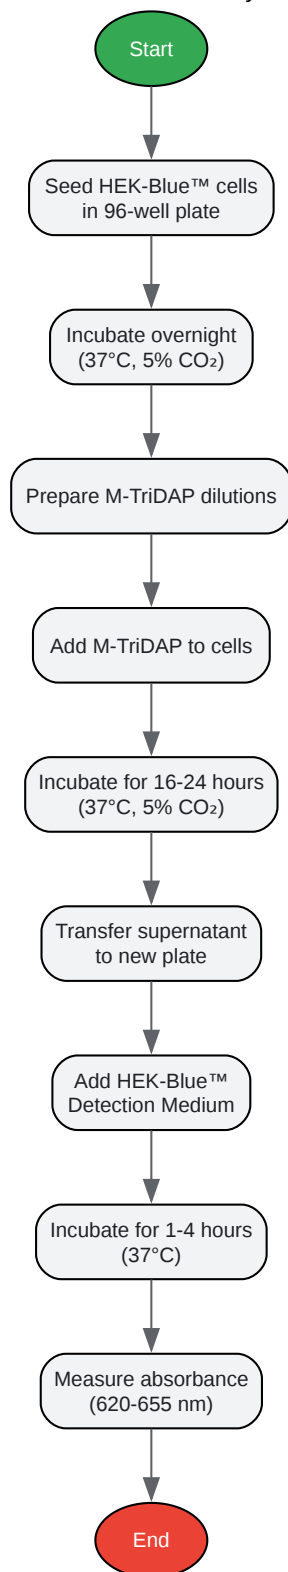 Start
Seed HEK-Blue™ cells
in 96-well plate
Incubate overnight
(37°C, 5% CO₂)
Prepare M-TriDAP dilutions
Add M-TriDAP to cells
Incubate for 16-24 hours
(37°C, 5% CO₂)
Transfer supernatant
to new plate
Add HEK-Blue™
Detection Medium
Incubate for 1-4 hours
(37°C)
Measure absorbance
(620-655 nm)
End